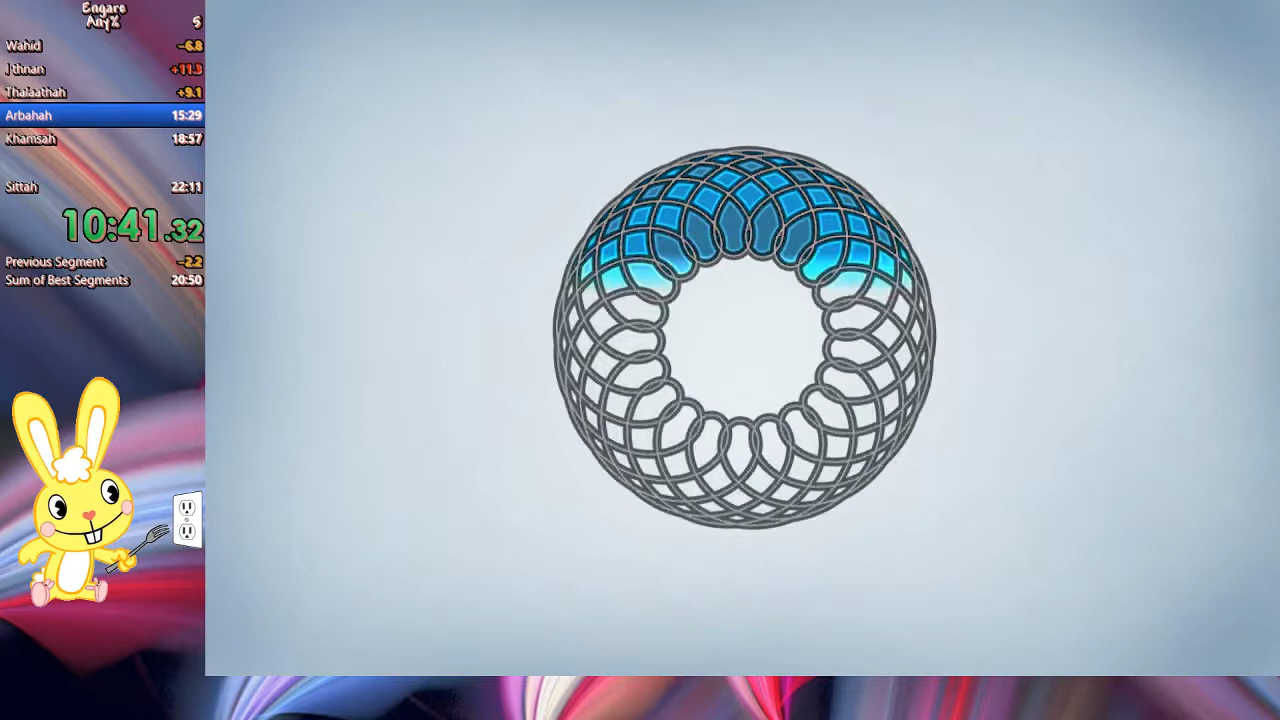 Engare
Any% 5
Wahid -6.8
I'thnan +11.3
Thalaathah +9.1
Arbahah 15:29
Khamsah 18:57
Sittah 22:11
10:41.32
Previous Segment -2.2
Sum of Best Segments 20:50